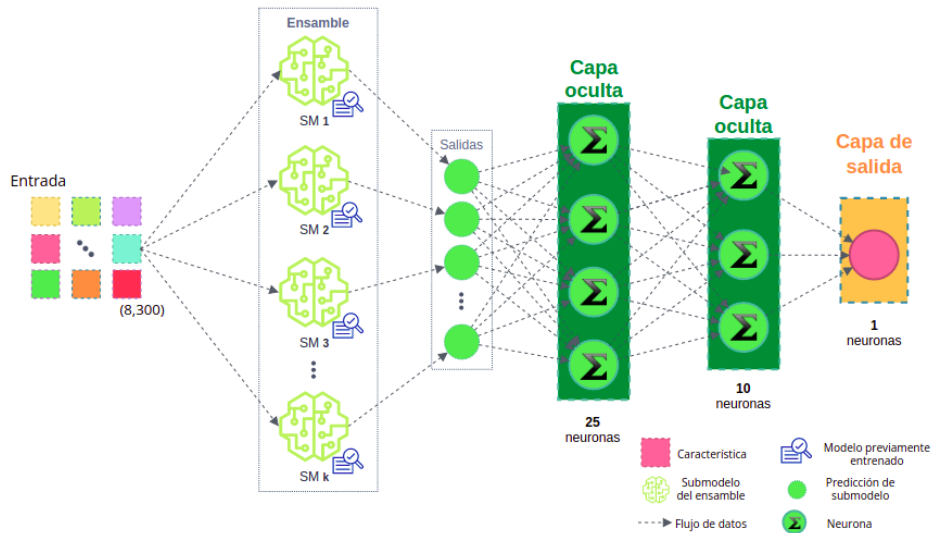 Ensamble
SM 1
SM 2
SM 3
SM k
Entrada
(8,300)
Salidas
Capa
oculta
25
neuronas
Capa
oculta
10
neuronas
Capa de
salida
1
neuronas
Característica
Modelo previamente
entrenado
Submodelo
del ensamble
Predicción de
submodelo
Flujo de datos
Neurona
Σ
Σ
Σ
Σ
Σ
Σ
Σ
Σ